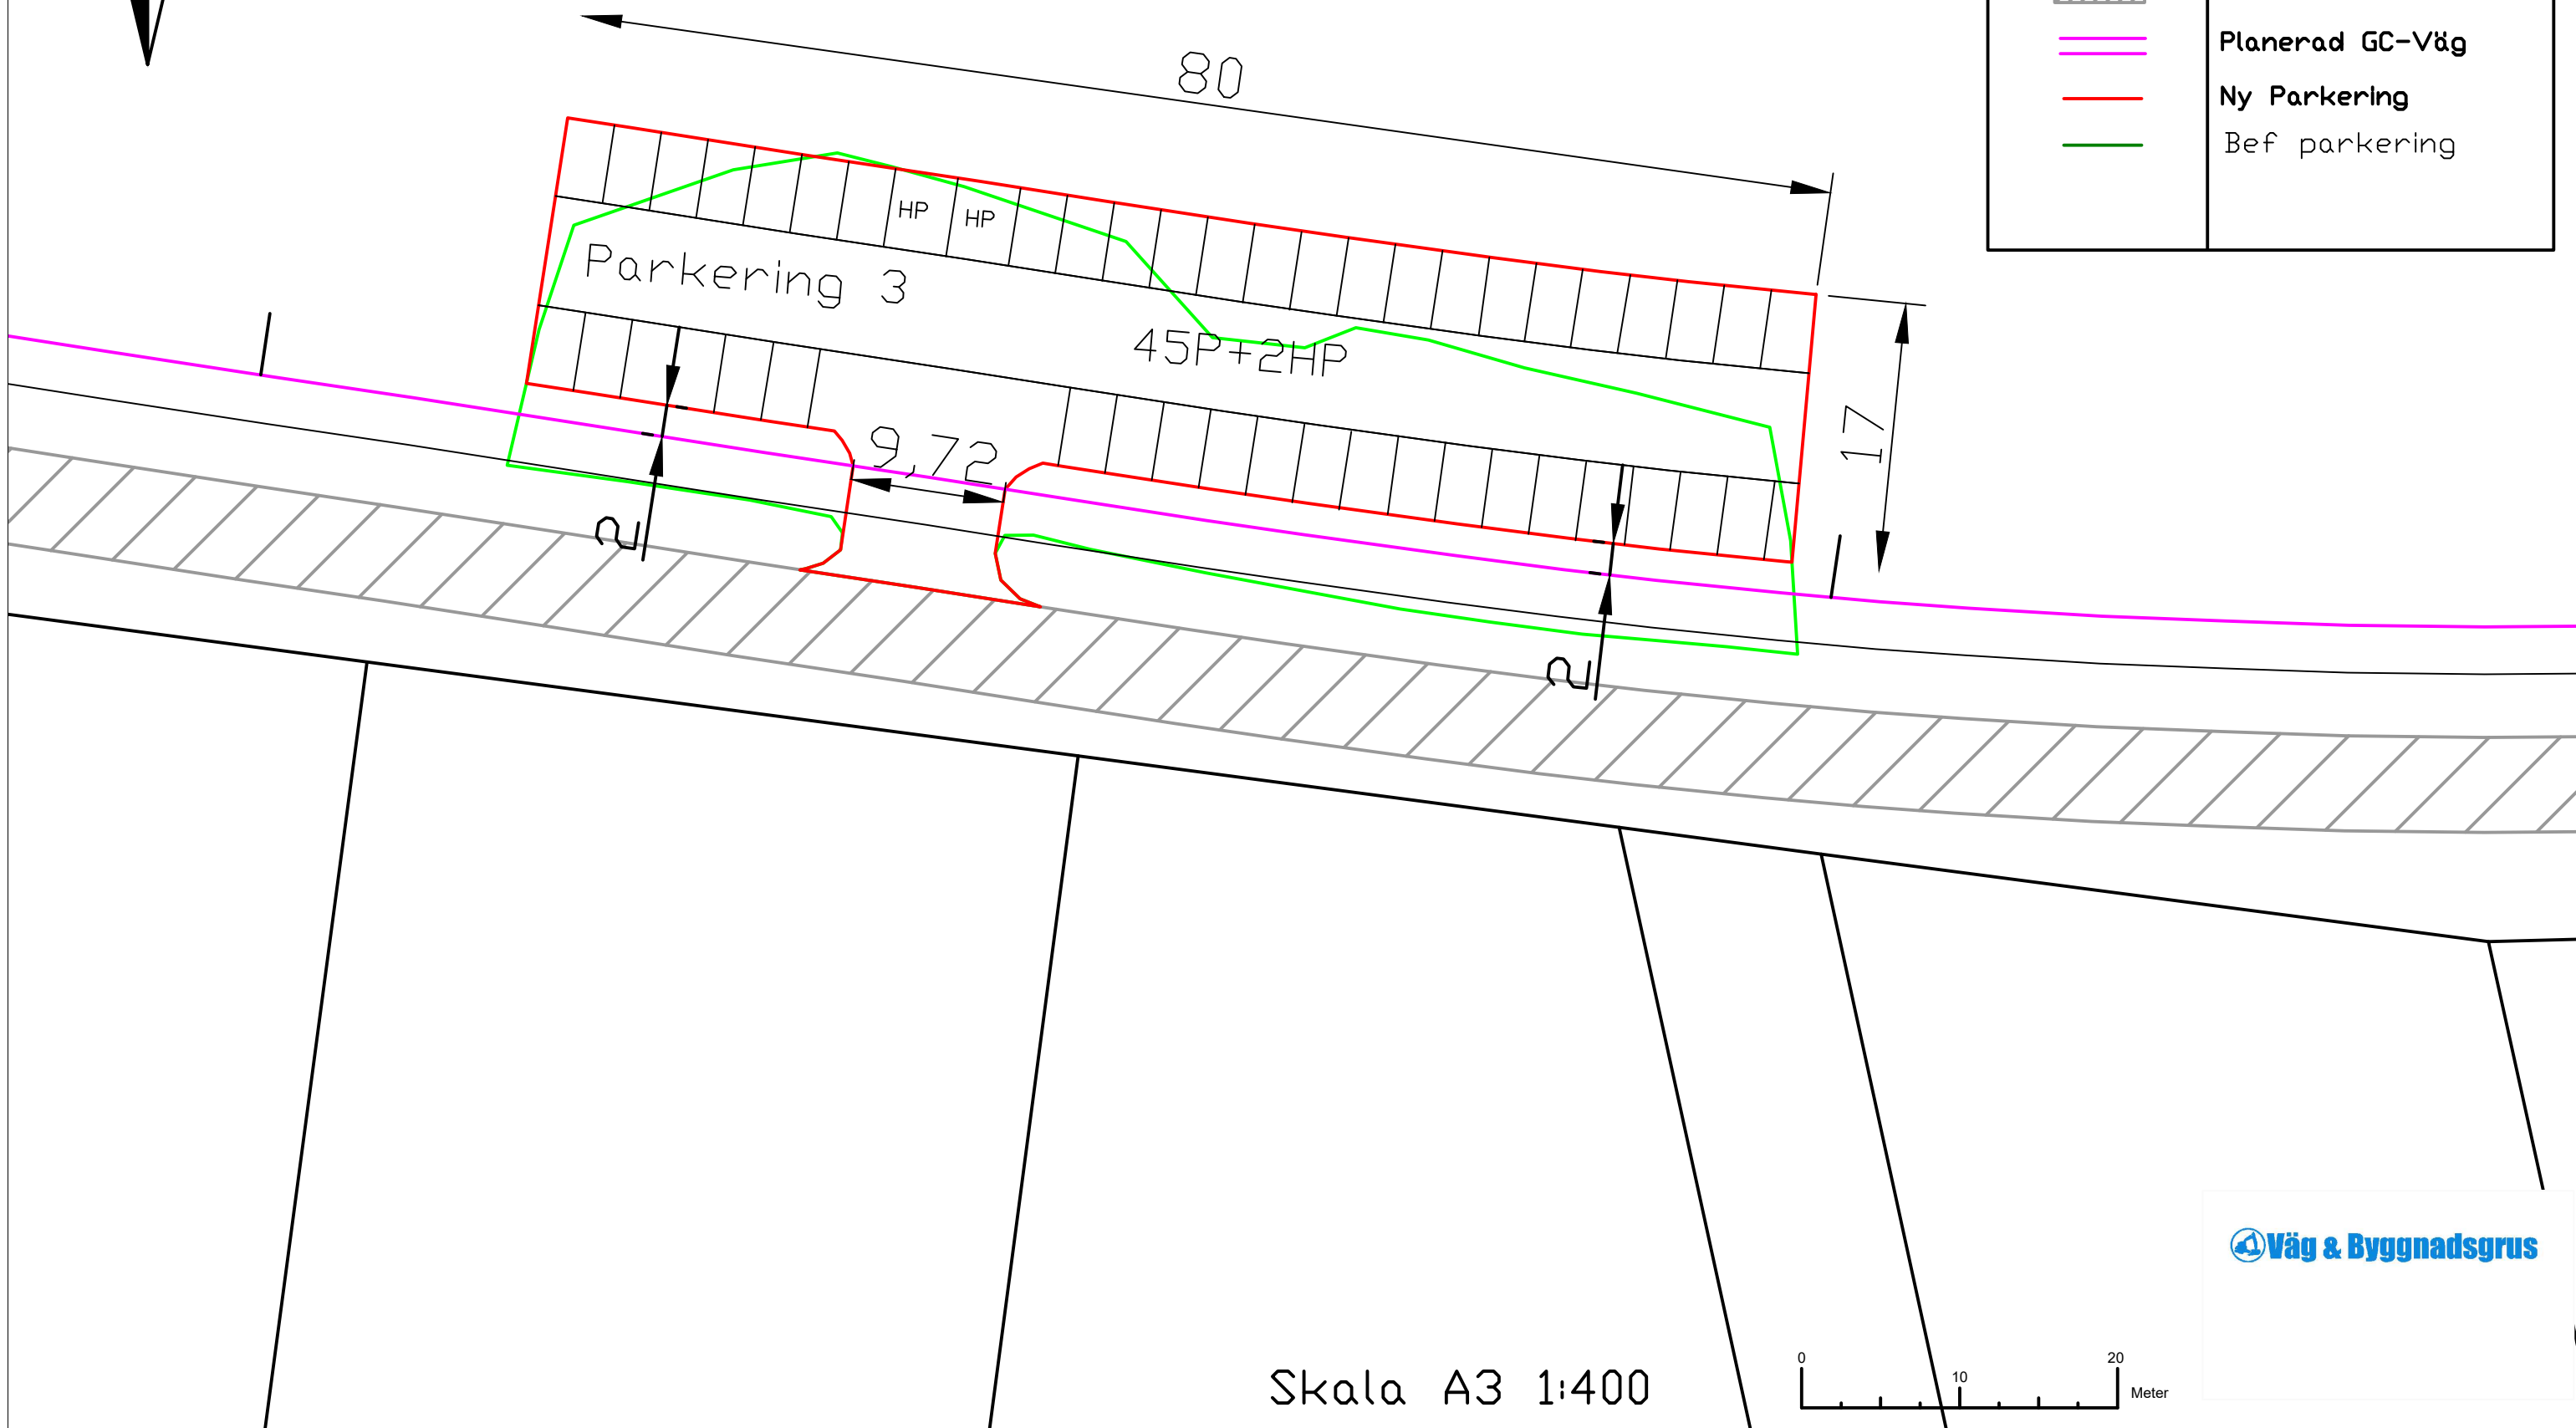 80
Planerad GC-Väg
Ny Parkering
Bef parkering
HP HP
Parkering 3
45P+2HP
17
9,72
2
2
Väg & Byggnadsgrus
Skala A3 1:400
0 10 20
Meter